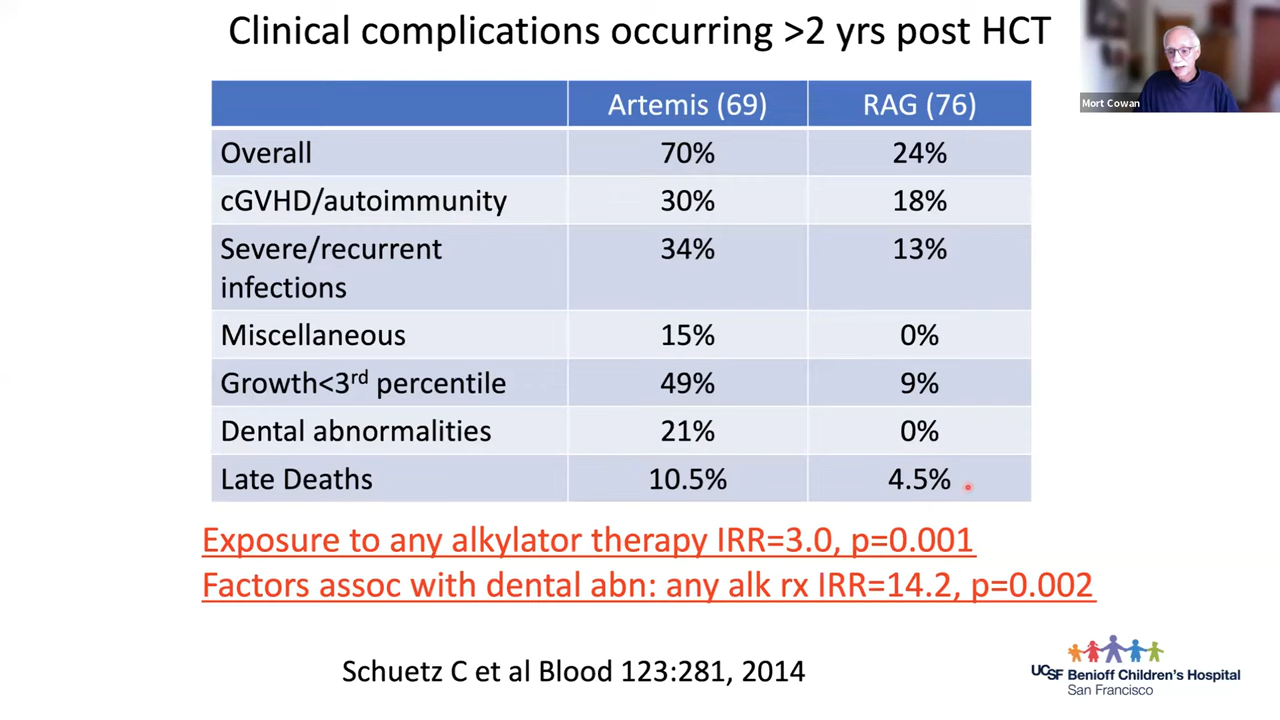 Clinical complications occurring >2 yrs post HCT
Mort Cowan
Artemis (69) RAG (76)
Overall 70% 24%
cGVHD/autoimmunity 30% 18%
Severe/recurrent 34% 13%
infections
Miscellaneous 15% 0%
Growth<3rd percentile 49% 9%
Dental abnormalities 21% 0%
Late Deaths 10.5% 4.5%
Exposure to any alkylator therapy IRR=3.0, p=0.001
Factors assoc with dental abn: any alk rx IRR=14.2, p=0.002
Schuetz C et al Blood 123:281, 2014
UCSF Benioff Children's Hospital
San Francisco